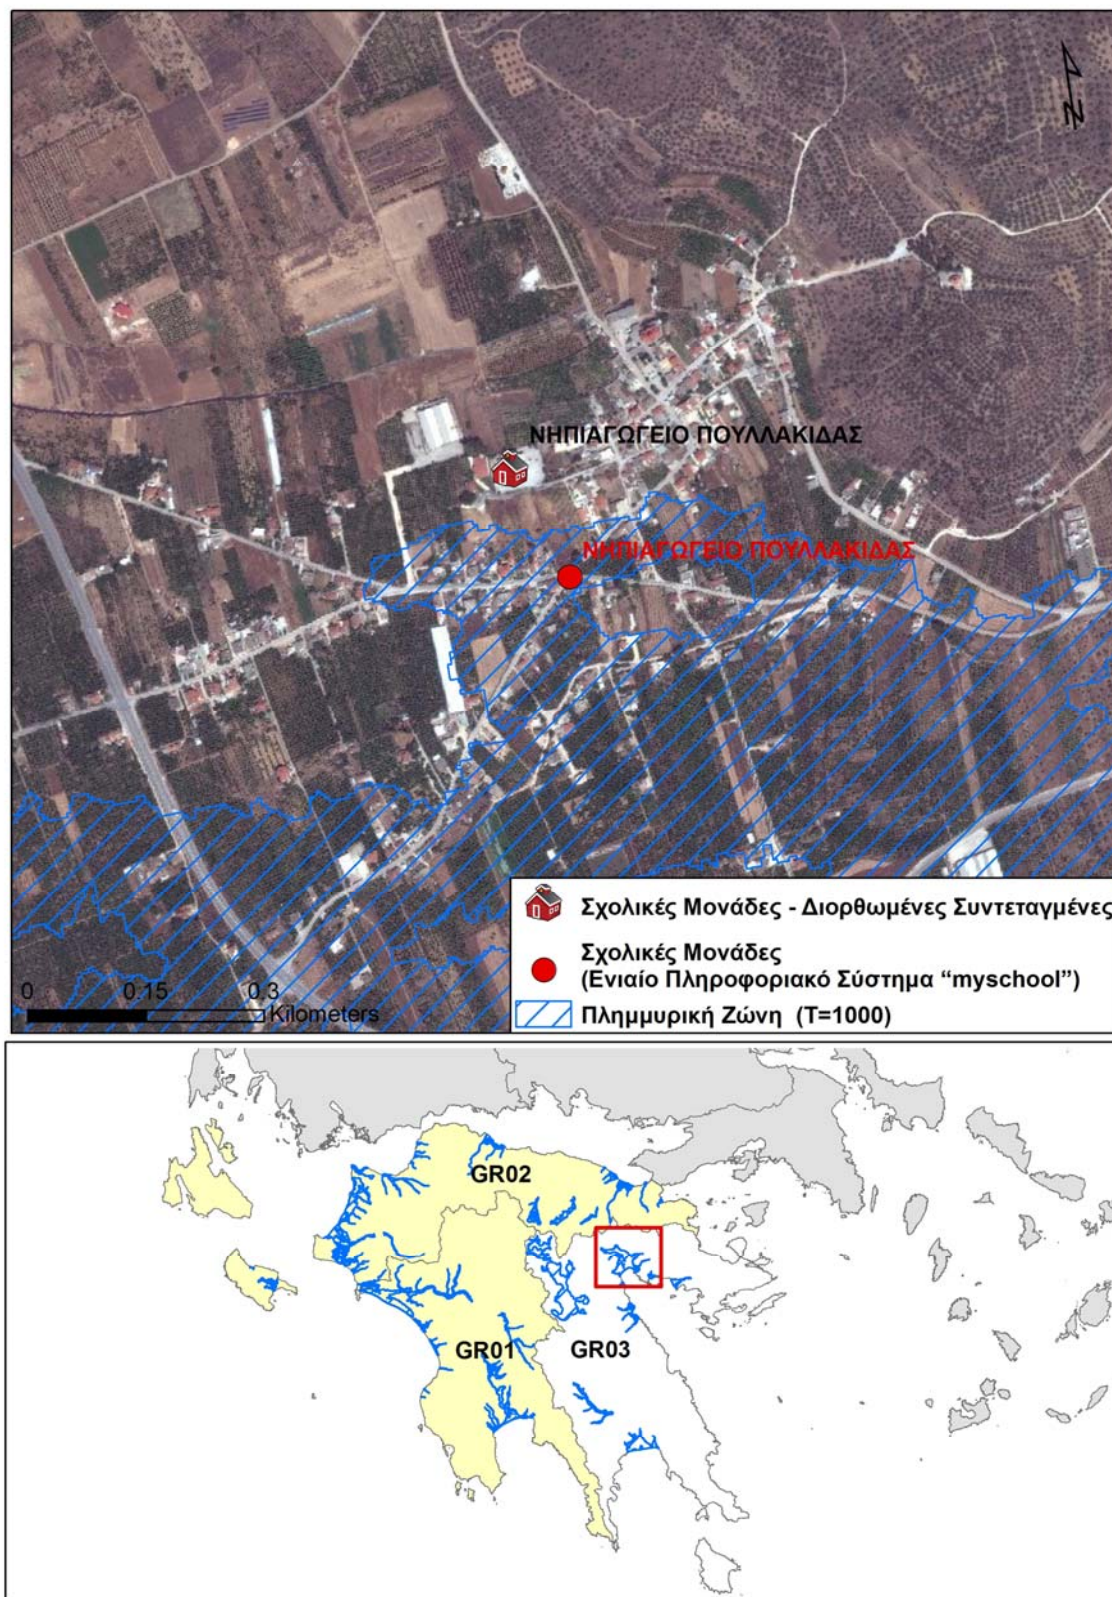 N
ΝΗΠΙΑΓΩΓΕΙΟ ΠΟΥΛΛΑΚΙΔΑΣ
ΝΗΠΙΑΓΩΓΕΙΟ ΠΟΥΛΛΑΚΙΔΑΣ
Σχολικές Μονάδες - Διορθωμένες Συντεταγμένες
Σχολικές Μονάδες
(Ενιαίο Πληροφοριακό Σύστημα “myschool”)
Πλημμυρική Ζώνη (T=1000)
0 0.15 0.3
Kilometers
GR02
GR01
GR03